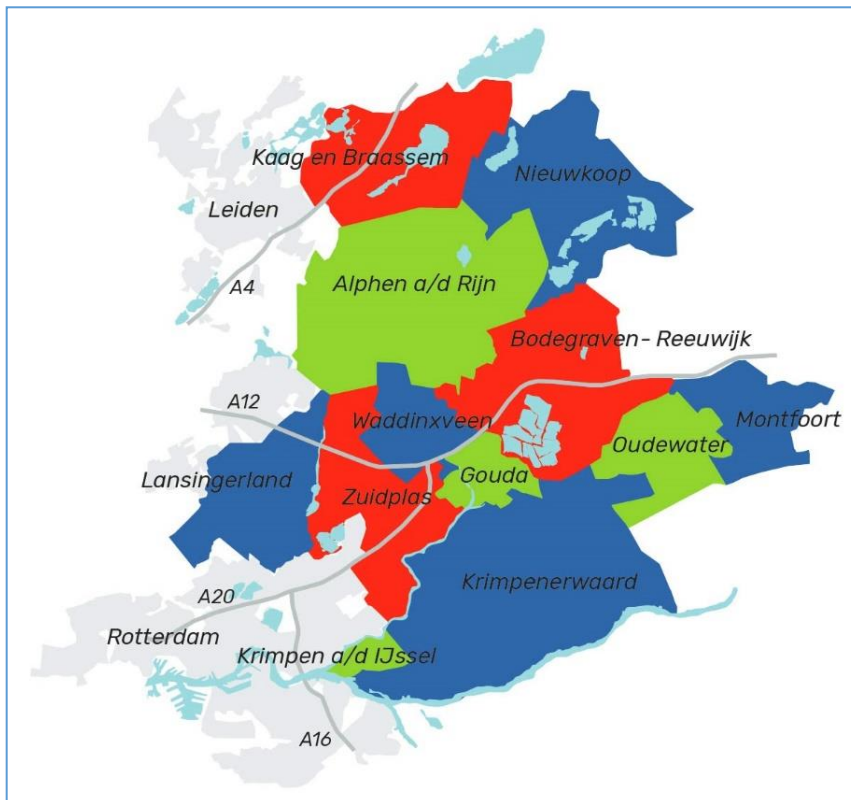 Kaag en Braassem
Nieuwkoop
Leiden
A4
Alphen a/d Rijn
Bodegraven - Reeuwijk
A12
Waddinxveen
Montfoort
Oudewater
Lansingerland
Gouda
Zuidplas
Krimpenerwaard
A20
Rotterdam
Krimpen a/d IJssel
A16